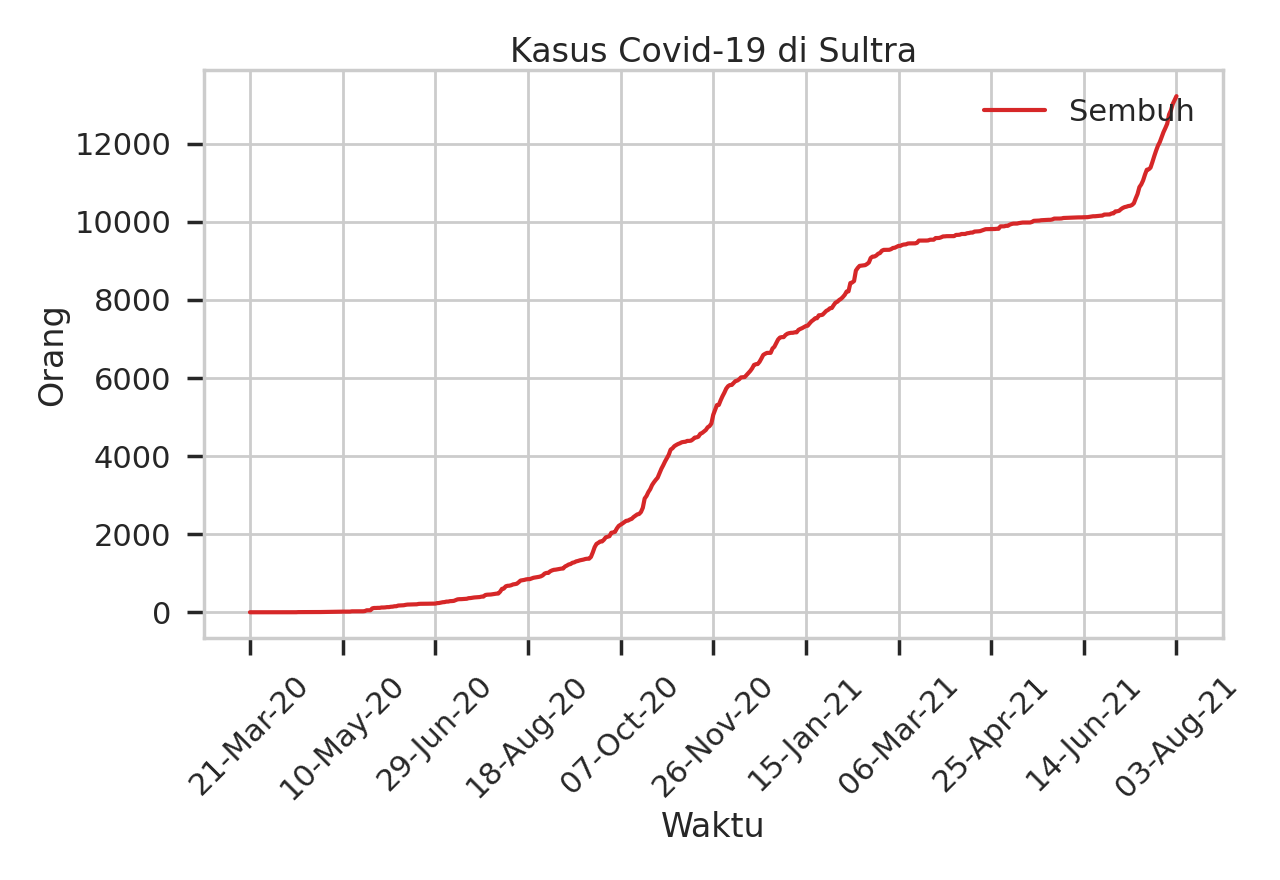 Kasus Covid-19 di Sultra
Sembuh
12000
10000
8000
6000
4000
2000
0
Orang
21-Mar-20
10-May-20
29-Jun-20
18-Aug-20
07-Oct-20
26-Nov-20
15-Jan-21
06-Mar-21
25-Apr-21
14-Jun-21
03-Aug-21
Waktu